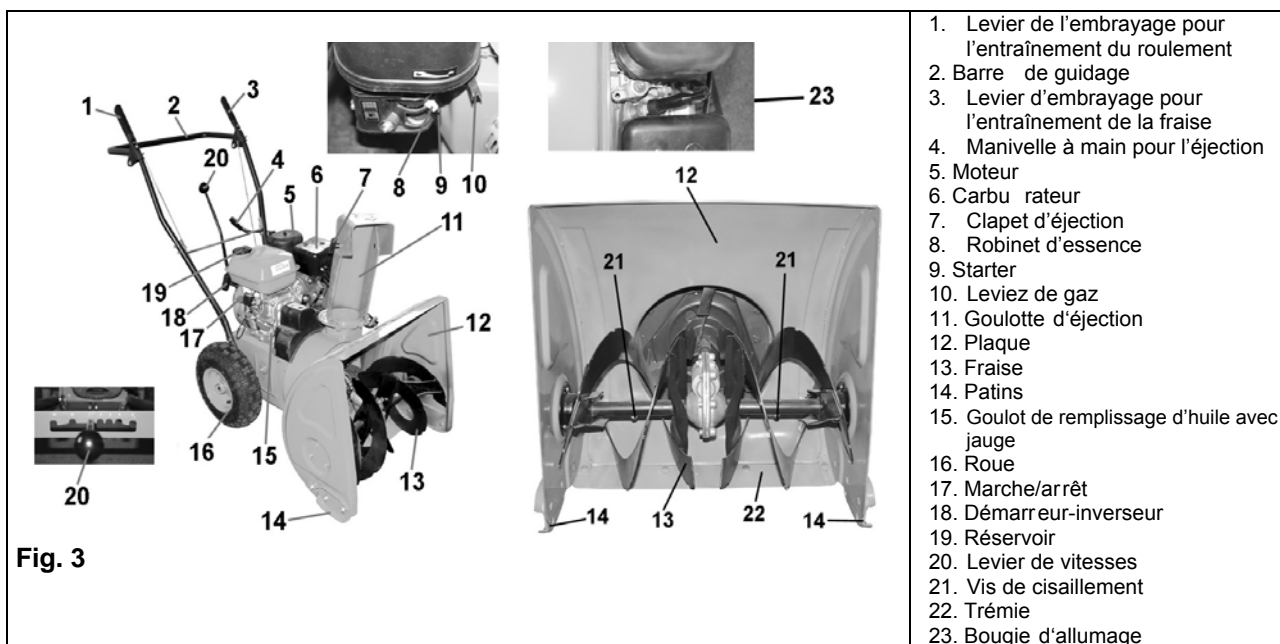 1
2
3
20
4
5
6
7
8
9
10
23
11
12
12
21
21
19
18
17
16
15
13
14
20
14
13
22
14
Fig. 3
1. Levier de l’embrayage pour
l’entraînement du roulement
2. Barre de guidage
3. Levier d’embrayage pour
l’entraînement de la fraise
4. Manivelle à main pour l’éjection
5. Moteur
6. Carbu rateur
7. Clapet d’éjection
8. Robinet d’essence
9. Starter
10. Leviez de gaz
11. Goulotte d‘éjection
12. Plaque
13. Fraise
14. Patins
15. Goulot de remplissage d’huile avec
jauge
16. Roue
17. Marche/arrêt
18. Démarreur-inverseur
19. Réservoir
20. Levier de vitesses
21. Vis de cisaillement
22. Trémie
23. Bougie d‘allumage